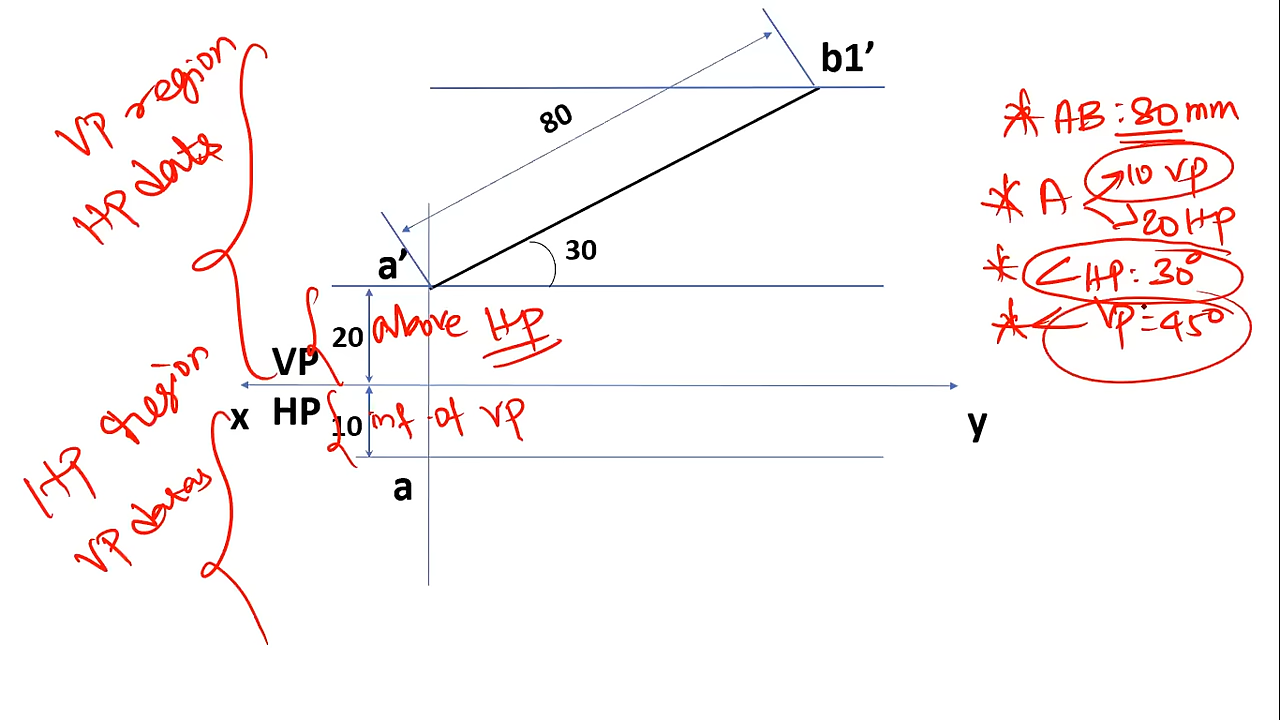 VP region
HP data
b1’
80
* AB : 80 mm
* A 10 VP
20 HP
* < HP : 30°
* < VP = 45°
a’
30
20
above HP
VP
x
HP
10
inf of VP
y
HP region
VP datas
a